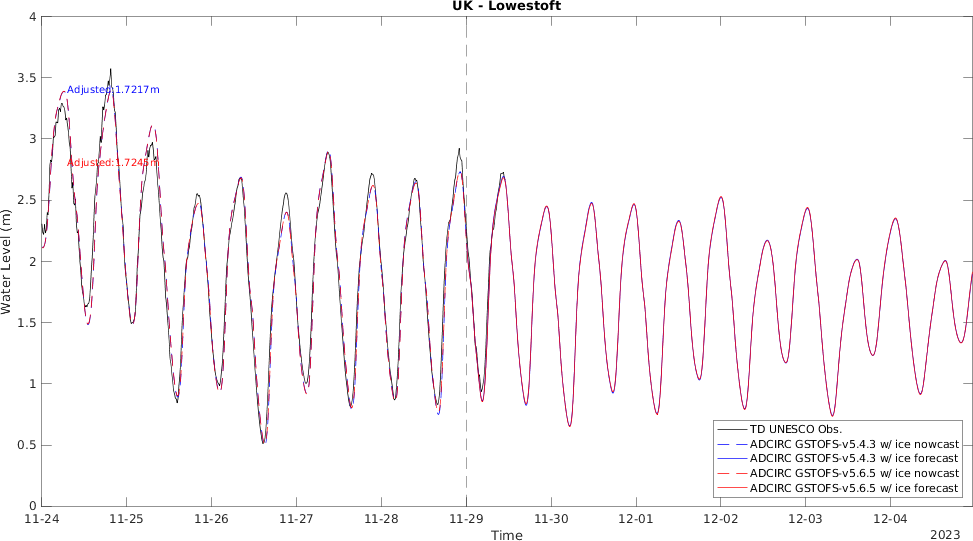 UK - Lowestoft
4
3.5
3
2.5
2
1.5
1
0.5
0
Water Level (m)
Adjusted:1.7217m
Adjusted:1.7245m
TD UNESCO Obs.
ADCIRC GSTOFS-v5.4.3 w/ ice nowcast
ADCIRC GSTOFS-v5.4.3 w/ ice forecast
ADCIRC GSTOFS-v5.6.5 w/ ice nowcast
ADCIRC GSTOFS-v5.6.5 w/ ice forecast
11-24 11-25 11-26 11-27 11-28 11-29 11-30 12-01 12-02 12-03 12-04
Time
2023